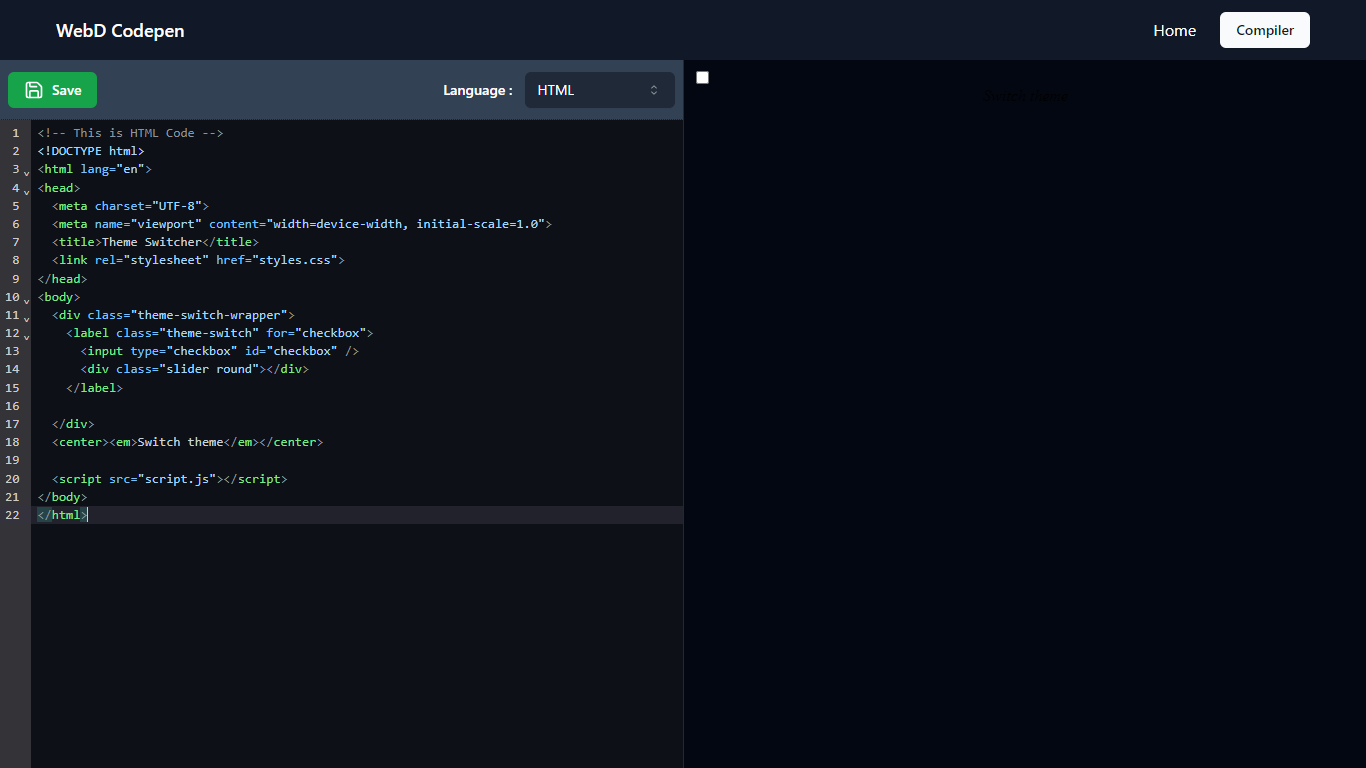 WebD Codepen
Home
Compiler
Save
Language :
HTML
1 <!-- This is HTML Code -->
2 <!DOCTYPE html>
3 <html lang="en">
4 <head>
5 <meta charset="UTF-8">
6 <meta name="viewport" content="width=device-width, initial-scale=1.0">
7 <title>Theme Switcher</title>
8 <link rel="stylesheet" href="styles.css">
9 </head>
10 <body>
11 <div class="theme-switch-wrapper">
12 <label class="theme-switch" for="checkbox">
13 <input type="checkbox" id="checkbox" />
14 <div class="slider round"></div>
15 </label>
16
17 </div>
18 <center><em>Switch theme</em></center>
19
20 <script src="script.js"></script>
21 </body>
22 </html>
Switch theme